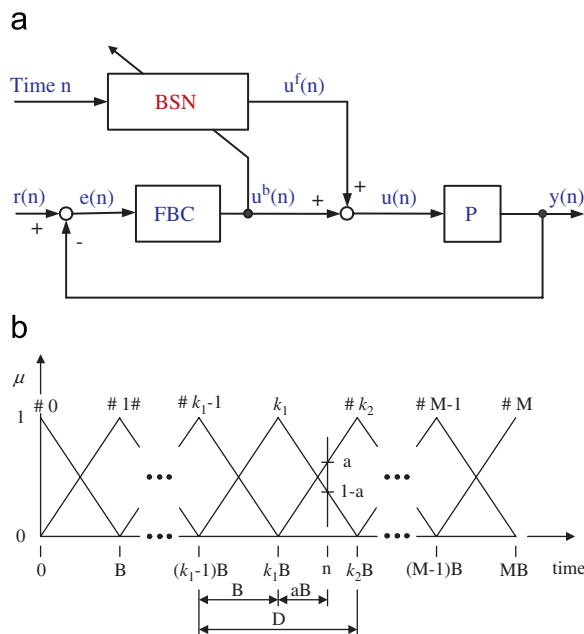 a
Time n
BSN
u^f(n)
r(n)
e(n)
FBC
u^b(n)
u(n)
P
y(n)
+
-
+
+
b
μ
# 0
# 1#
# k₁-1
k₁
# k₂
# M-1
# M
1
a
1-a
0
0
B
(k₁-1)B
k₁B
n
k₂B
(M-1)B
MB
time
B
aB
D